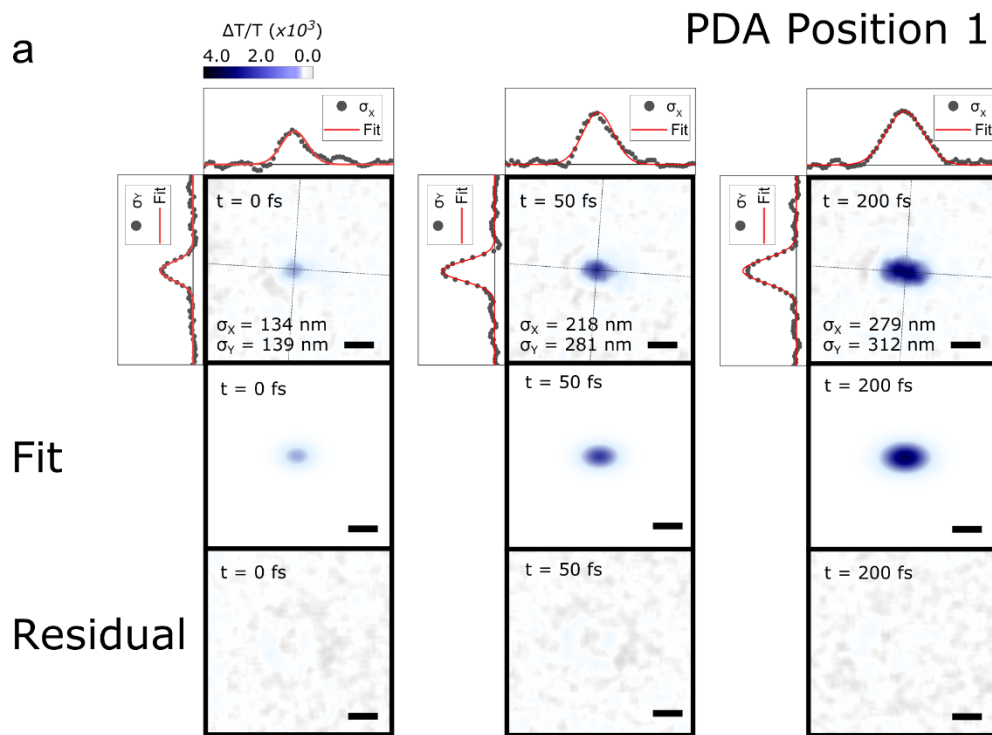 a
ΔT/T (x10³)
4.0 2.0 0.0
PDA Position 1
σX
Fit
σX
Fit
σX
Fit
σY
Fit
σY
Fit
σY
Fit
t = 0 fs
σX = 134 nm
σY = 139 nm
t = 50 fs
σX = 218 nm
σY = 281 nm
t = 200 fs
σX = 279 nm
σY = 312 nm
Fit
t = 0 fs
t = 50 fs
t = 200 fs
Residual
t = 0 fs
t = 50 fs
t = 200 fs